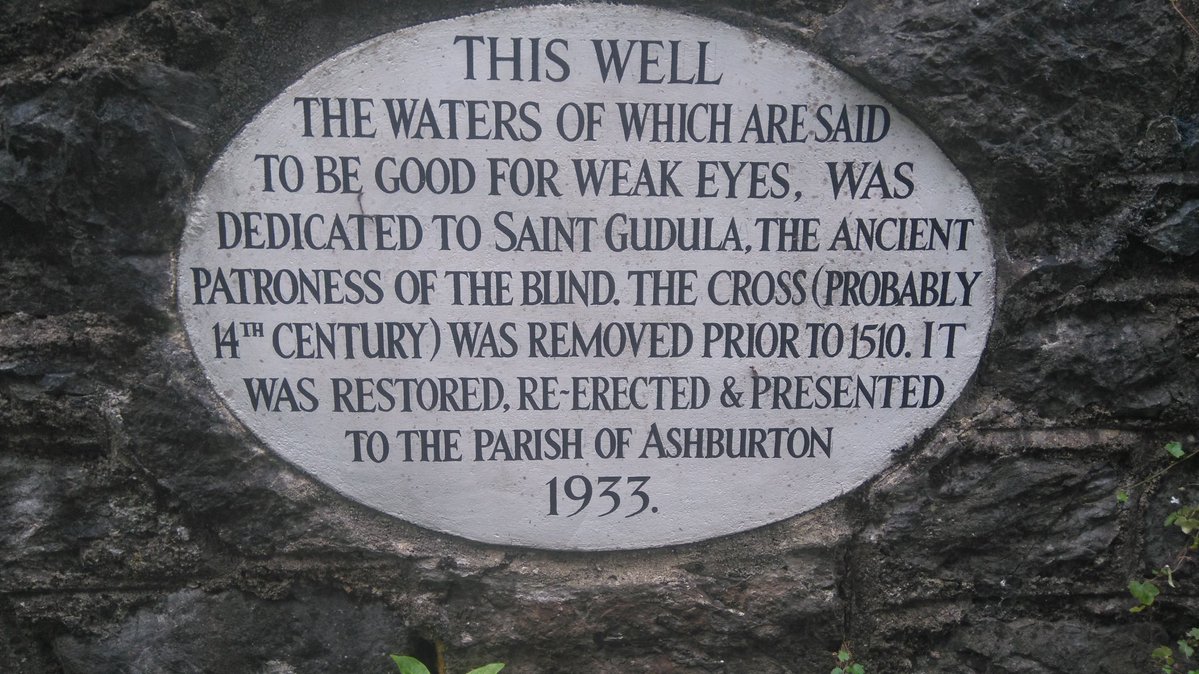 THIS WELL
THE WATERS OF WHICH ARE SAID
TO BE GOOD FOR WEAK EYES, WAS
DEDICATED TO SAINT GUDULA, THE ANCIENT
PATRONESS OF THE BLIND. THE CROSS (PROBABLY
14TH CENTURY) WAS REMOVED PRIOR TO 1510. IT
WAS RESTORED, RE-ERECTED & PRESENTED
TO THE PARISH OF ASHBURTON
1933.